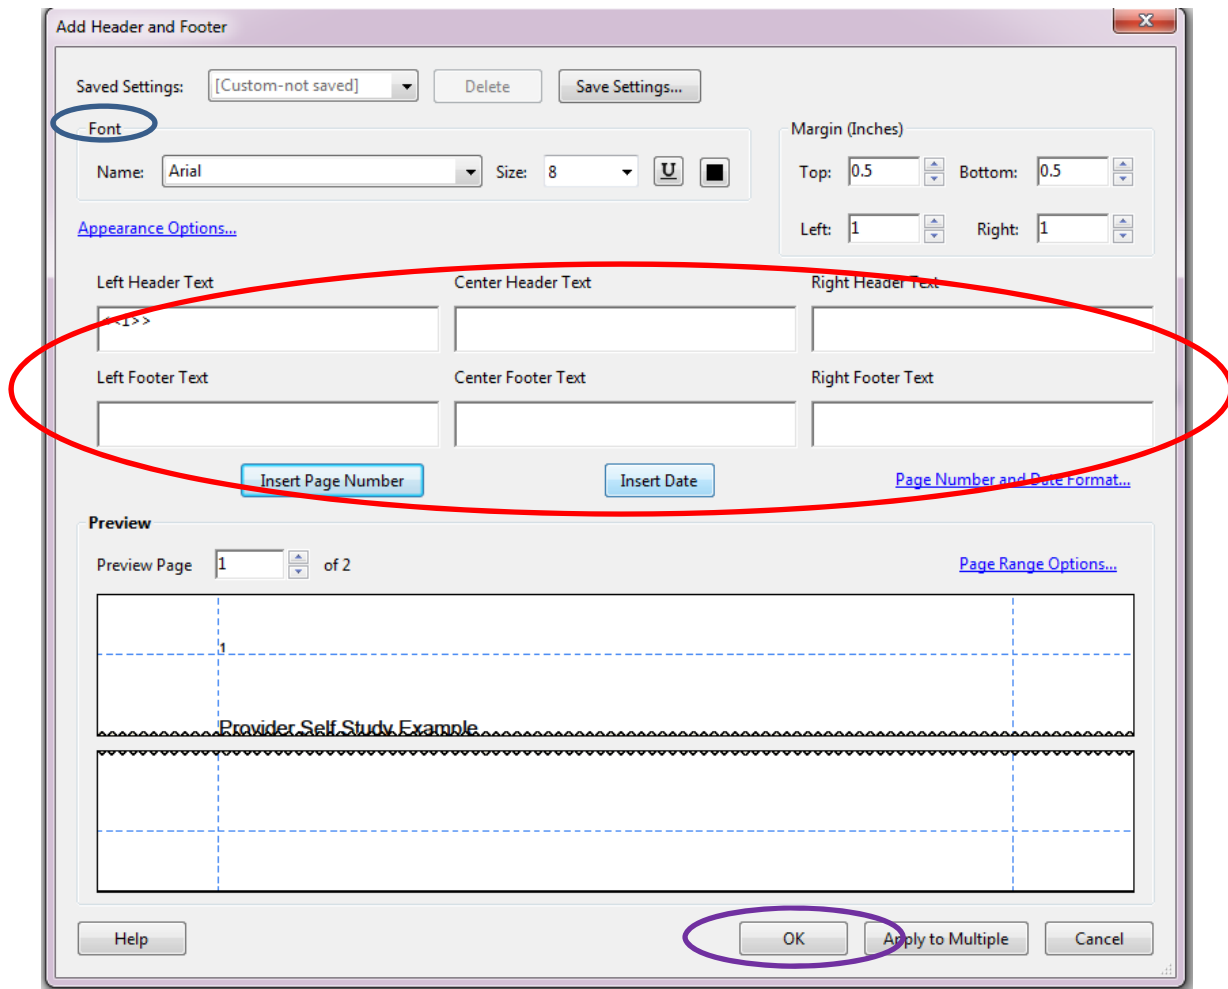 Add Header and Footer
Saved Settings: [Custom-not saved] Delete Save Settings...
Font
Name: Arial Size: 8 U
Margin (Inches)
Top: 0.5 Bottom: 0.5
Left: 1 Right: 1
Appearance Options...
Left Header Text Center Header Text Right Header Text
<<1>>
Left Footer Text Center Footer Text Right Footer Text
Insert Page Number Insert Date Page Number and Date Format...
Preview
Preview Page 1 of 2 Page Range Options...
1
Provider Self Study Example
Help OK Apply to Multiple Cancel